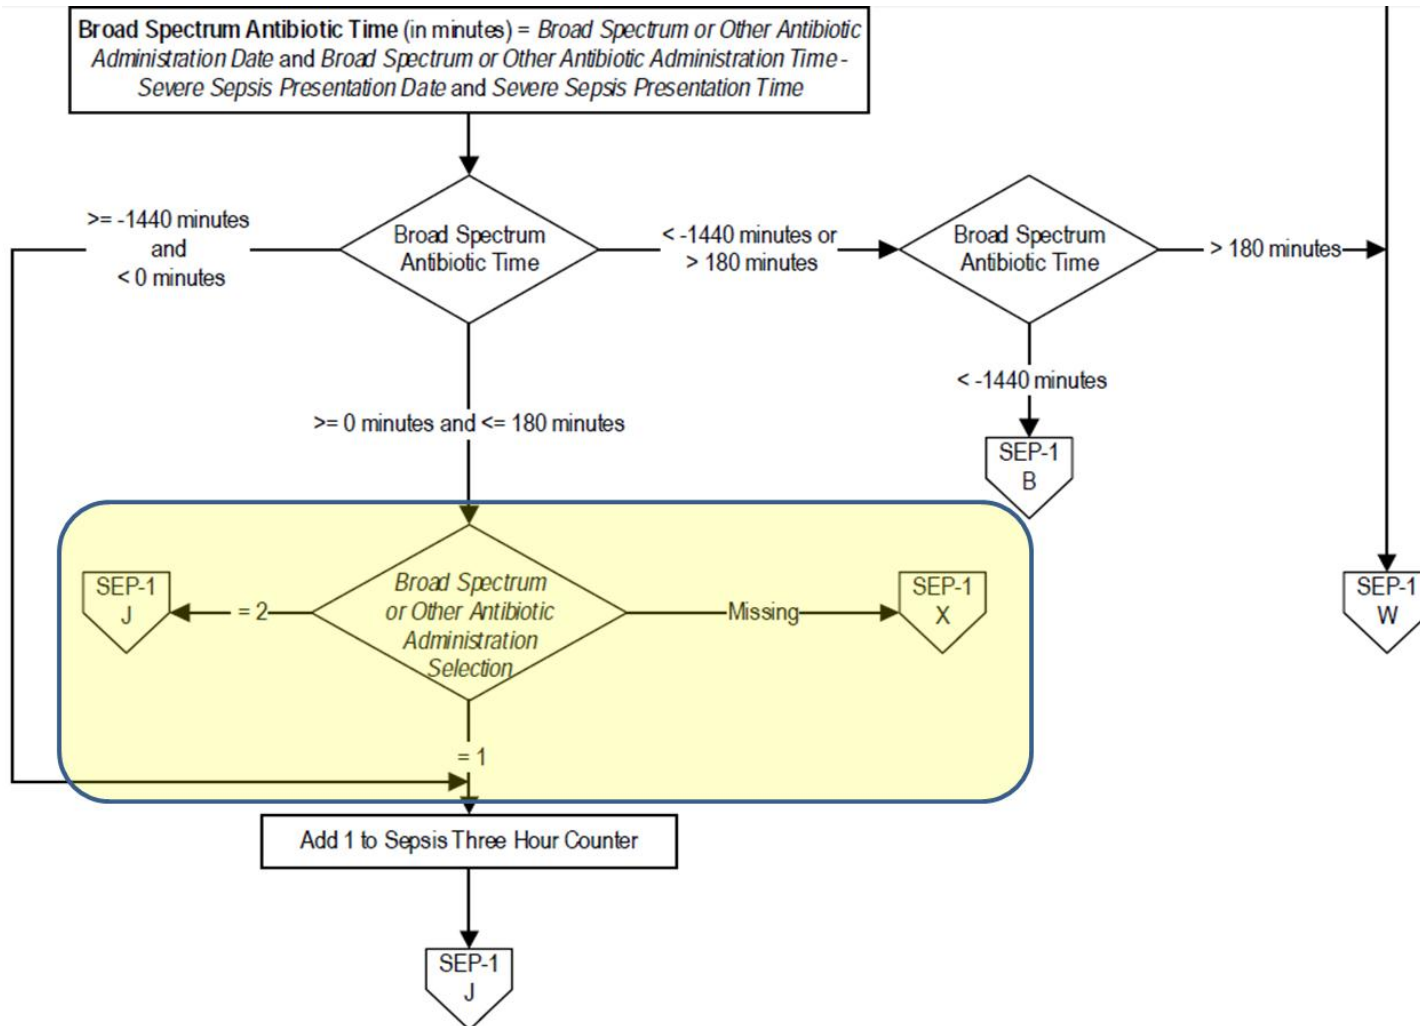 Broad Spectrum Antibiotic Time (in minutes) = Broad Spectrum or Other Antibiotic
Administration Date and Broad Spectrum or Other Antibiotic Administration Time -
Severe Sepsis Presentation Date and Severe Sepsis Presentation Time
>= -1440 minutes
and
< 0 minutes
Broad Spectrum
Antibiotic Time
< -1440 minutes or
> 180 minutes
Broad Spectrum
Antibiotic Time
> 180 minutes
< -1440 minutes
>= 0 minutes and <= 180 minutes
SEP-1
B
SEP-1
J
= 2
Broad Spectrum
or Other Antibiotic
Administration
Selection
Missing
SEP-1
X
SEP-1
W
= 1
Add 1 to Sepsis Three Hour Counter
SEP-1
J